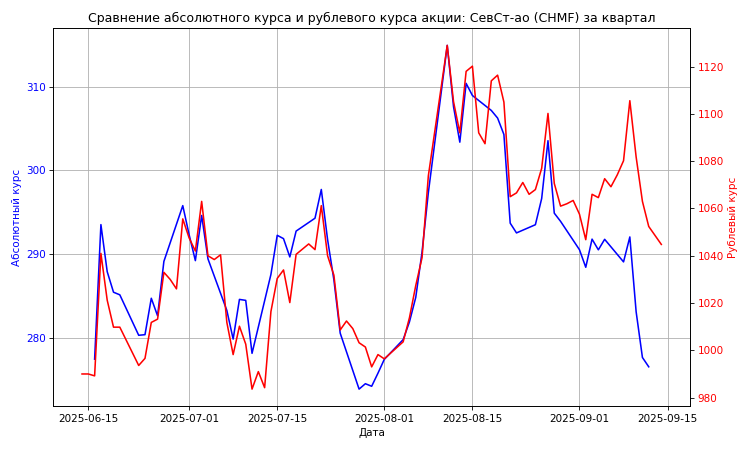 Сравнение абсолютного курса и рублевого курса акции: СевСт-ао (CHMF) за квартал
Абсолютный курс
310
300
290
280
1120
1100
1080
1060
1040
1020
1000
980
Рублевый курс
2025-06-15 2025-07-01 2025-07-15 2025-08-01 2025-08-15 2025-09-01 2025-09-15
Дата